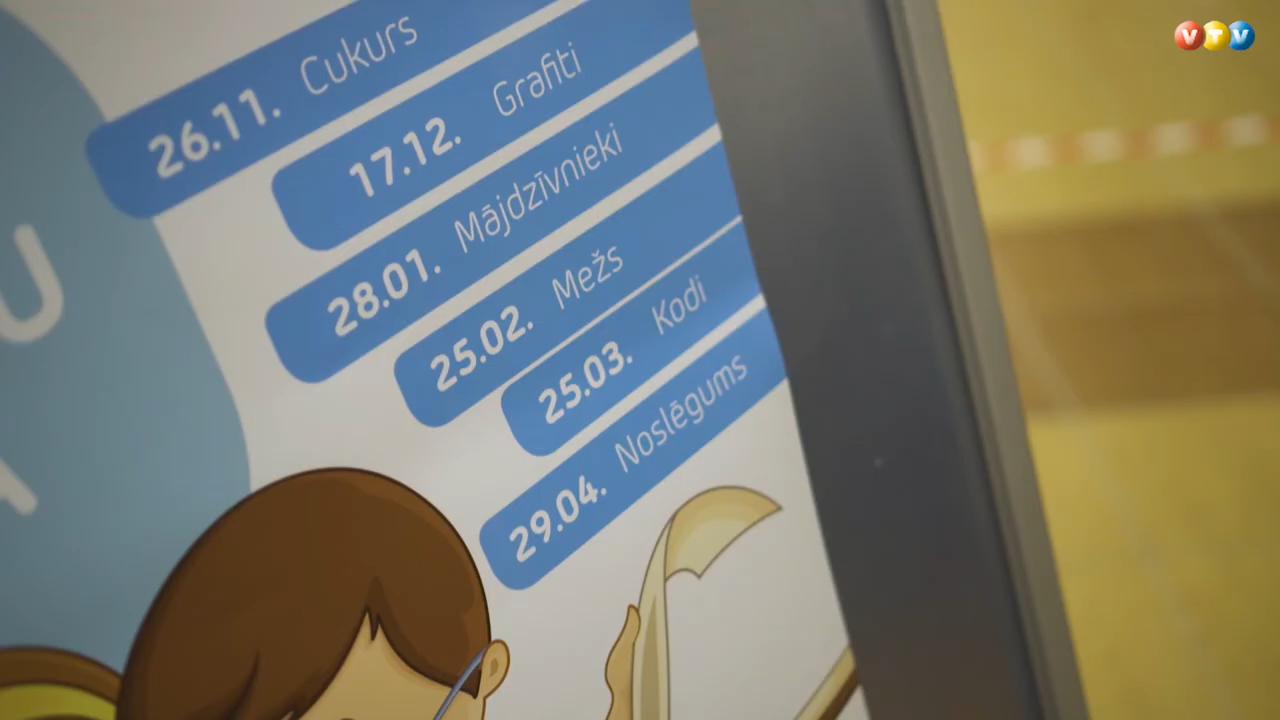 VTV
26.11. Cukurs
17.12. Grafiti
28.01. Mājdzīvnieki
25.02. Mežs
25.03. Kodi
29.04. Noslēgums
U